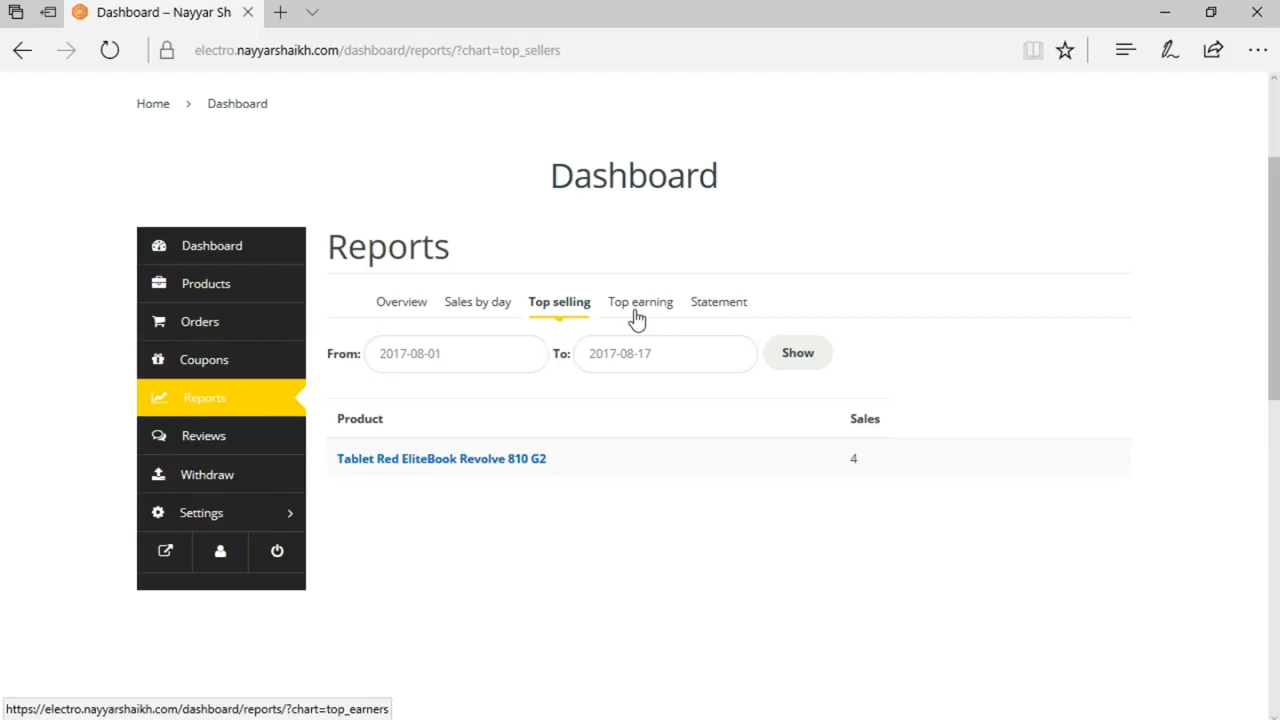 Dashboard – Nayyar Sh
electro.nayyarshaikh.com/dashboard/reports/?chart=top_sellers
Home > Dashboard
Dashboard
Dashboard
Products
Orders
Coupons
Reports
Reviews
Withdraw
Settings
Reports
Overview Sales by day Top selling Top earning Statement
From: 2017-08-01 To: 2017-08-17 Show
Product Sales
Tablet Red EliteBook Revolve 810 G2 4
https://electro.nayyarshaikh.com/dashboard/reports/?chart=top_earners